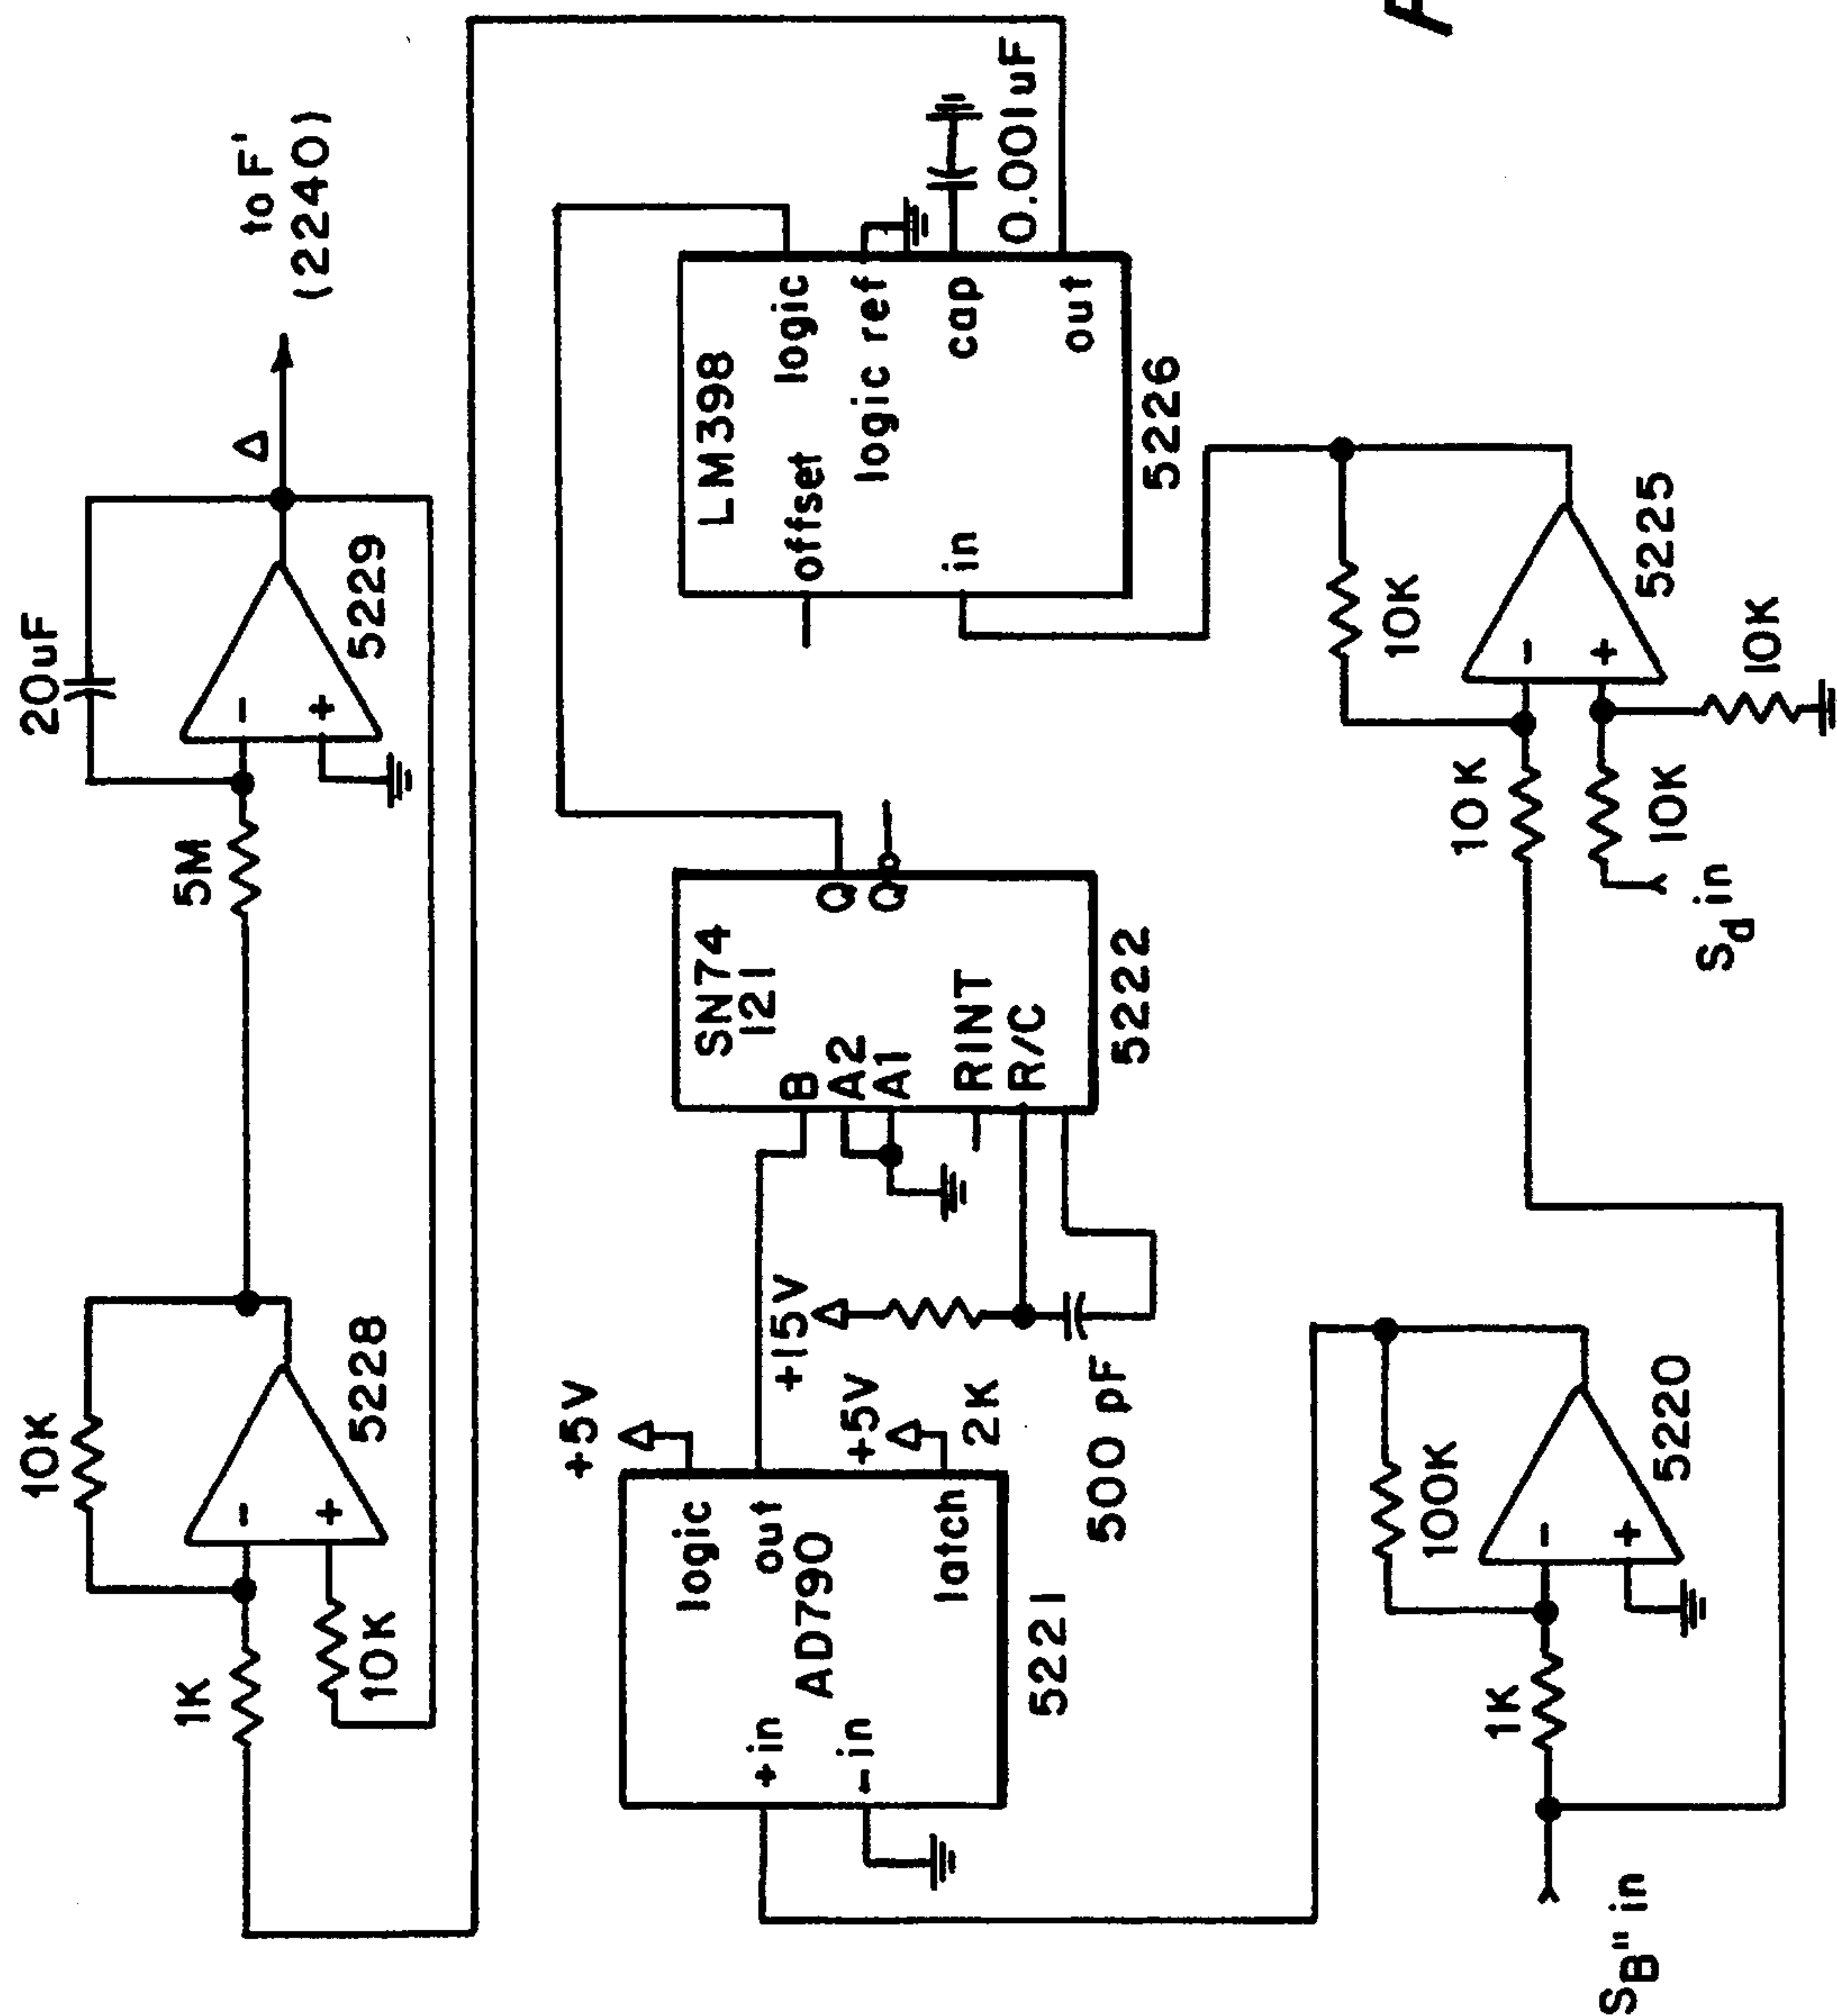 20uF
10K
5M
1K
-
+
10K
5228
-
+
5229
Δ
to F'
(2240)
+5V
+15V
+5V
2K
500 pF
logic
out
latch
AD790
+in
-in
5221
SN74
121
B
A2
A1
RINT
R/C
Q
Q
5222
LM398
offset
in
logic
logic ref
cap
out
0.001uF
5226
100K
1K
-
+
5220
SB" in
10K
10K
10K
10K
-
+
5225
Sd in